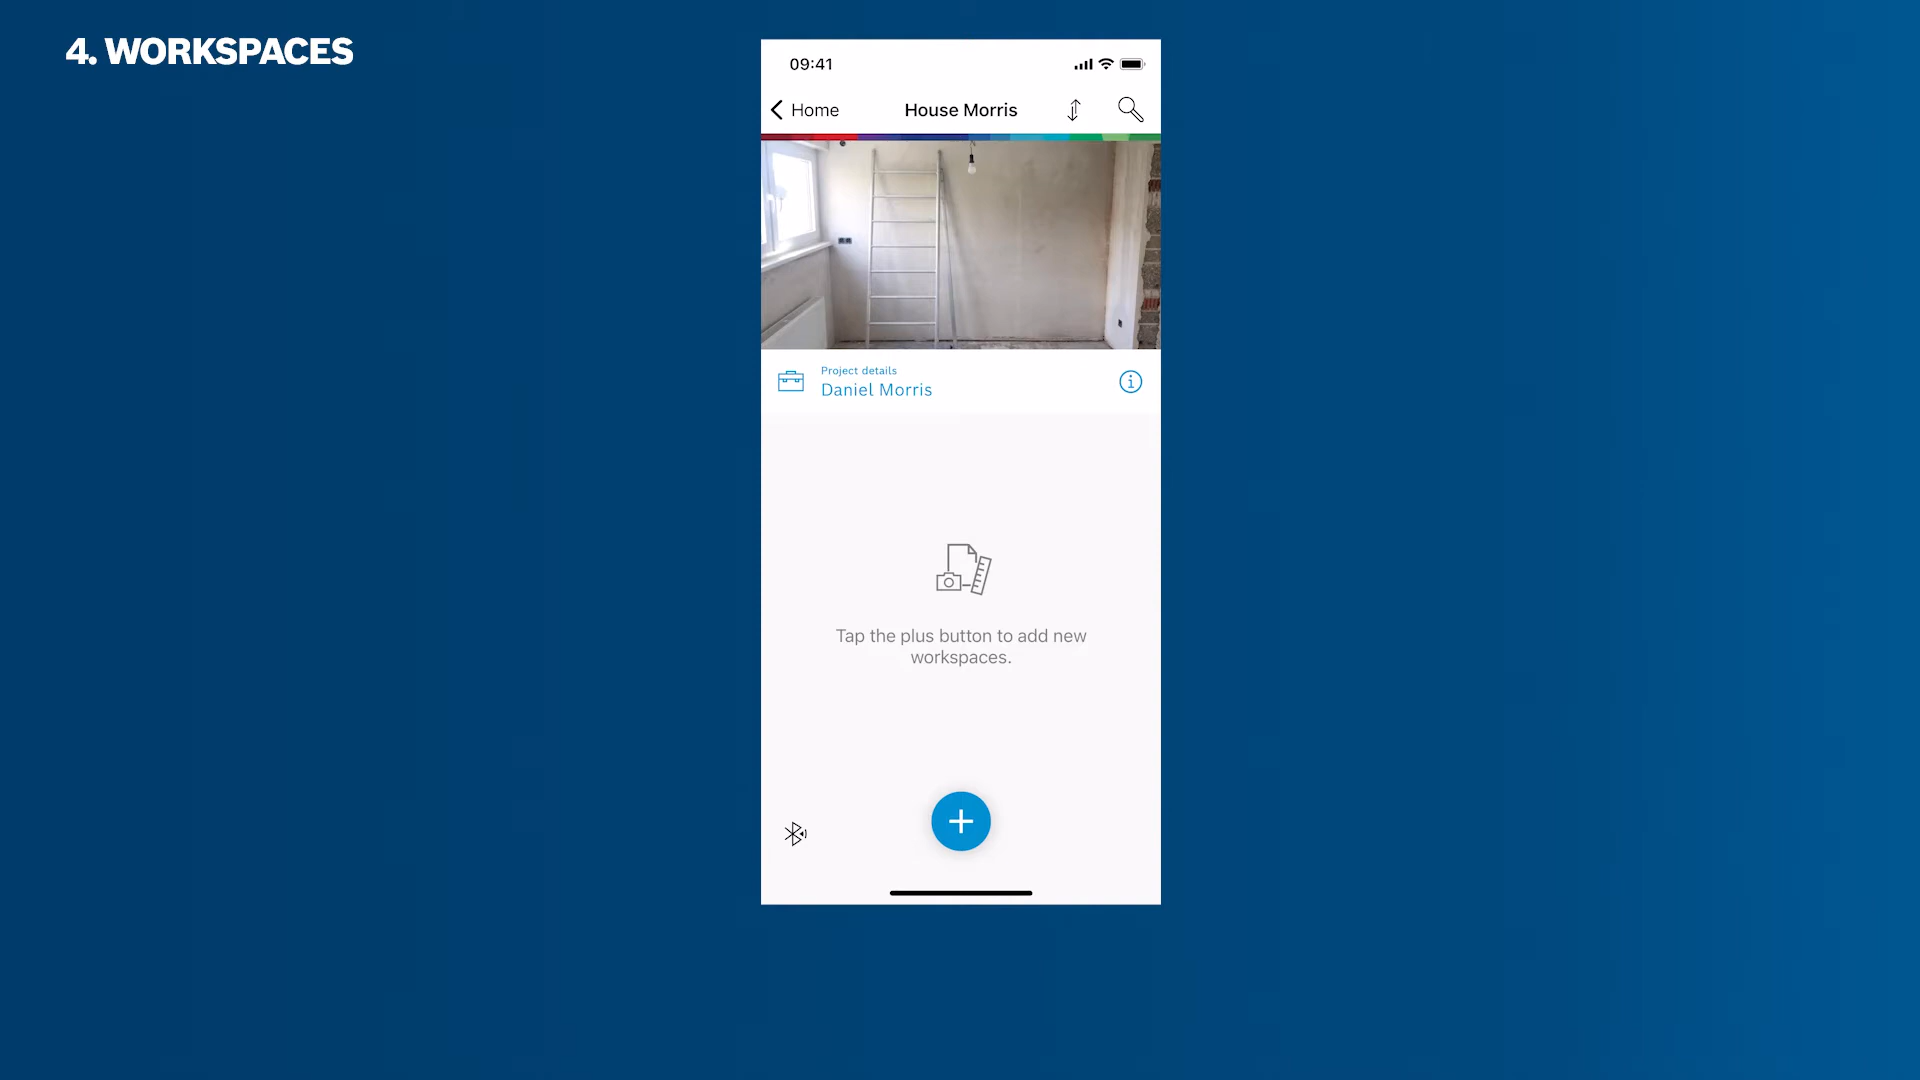 4. WORKSPACES
09:41
Home
House Morris
Project details
Daniel Morris
Tap the plus button to add new
workspaces.